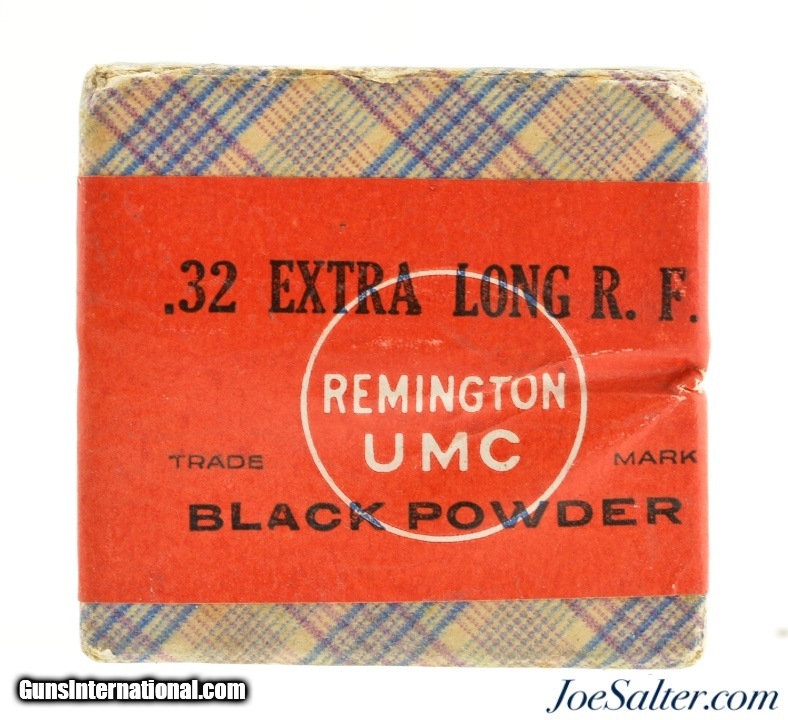 .32 EXTRA LONG R. F.
REMINGTON
UMC
TRADE MARK
BLACK POWDER
GunsInternational.com
JoeSalter.com